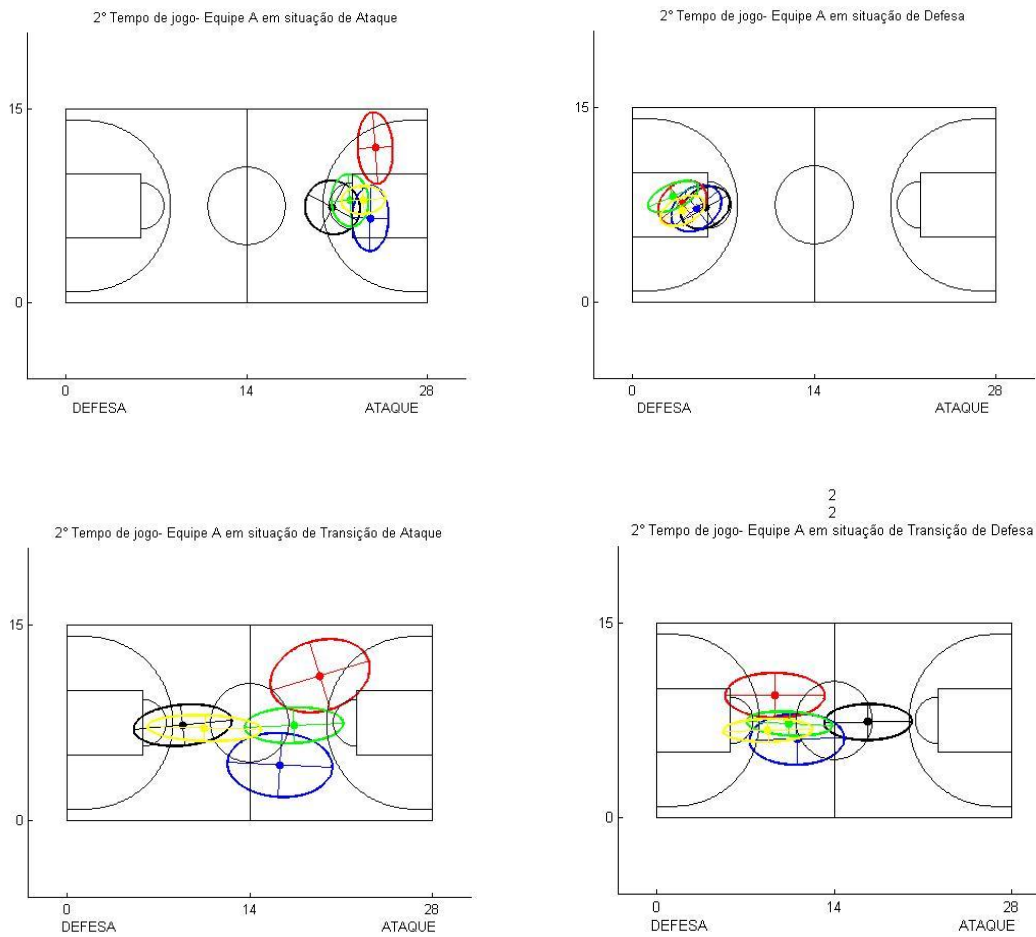 2° Tempo de jogo- Equipe A em situação de Ataque
15
0
0 14 28
DEFESA ATAQUE
2° Tempo de jogo- Equipe A em situação de Defesa
15
0
0 14 28
DEFESA ATAQUE
2° Tempo de jogo- Equipe A em situação de Transição de Ataque
15
0
0 14 28
DEFESA ATAQUE
2
2
2° Tempo de jogo- Equipe A em situação de Transição de Defesa
15
0
0 14 28
DEFESA ATAQUE